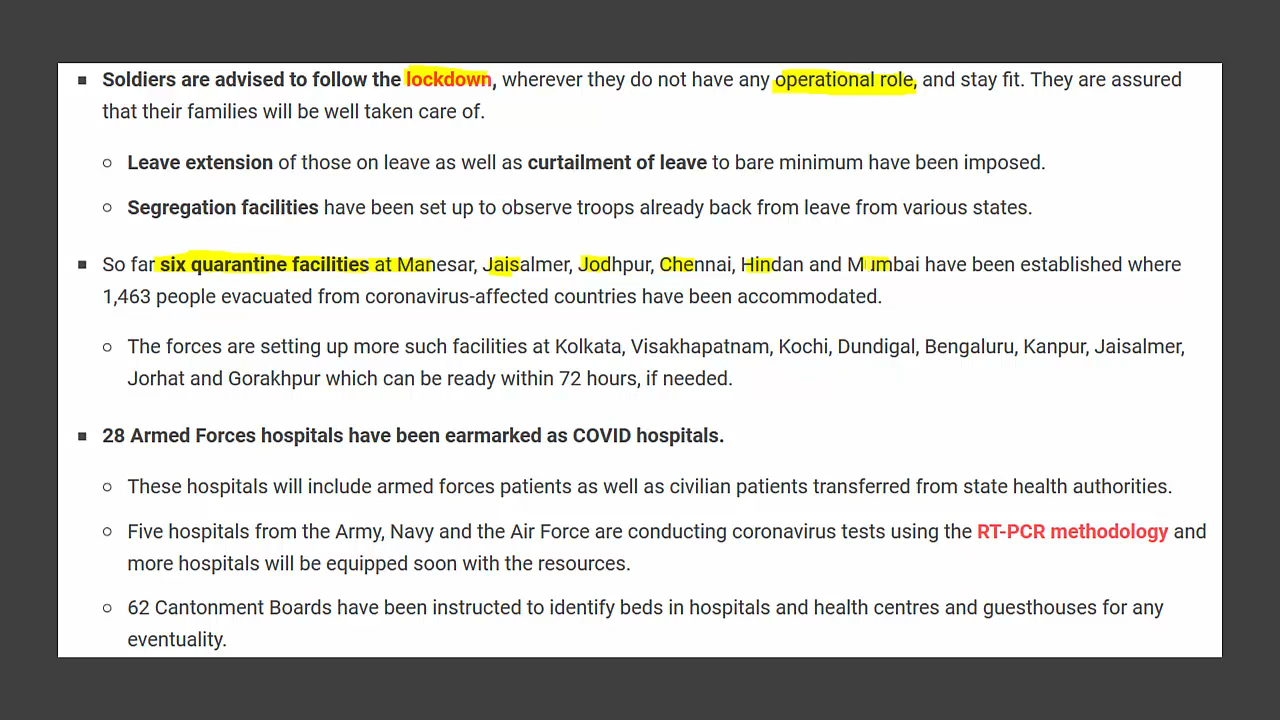 ▪ Soldiers are advised to follow the lockdown, wherever they do not have any operational role, and stay fit. They are assured
that their families will be well taken care of.
○ Leave extension of those on leave as well as curtailment of leave to bare minimum have been imposed.
○ Segregation facilities have been set up to observe troops already back from leave from various states.
▪ So far six quarantine facilities at Manesar, Jaisalmer, Jodhpur, Chennai, Hindan and Mumbai have been established where
1,463 people evacuated from coronavirus-affected countries have been accommodated.
○ The forces are setting up more such facilities at Kolkata, Visakhapatnam, Kochi, Dundigal, Bengaluru, Kanpur, Jaisalmer,
Jorhat and Gorakhpur which can be ready within 72 hours, if needed.
▪ 28 Armed Forces hospitals have been earmarked as COVID hospitals.
○ These hospitals will include armed forces patients as well as civilian patients transferred from state health authorities.
○ Five hospitals from the Army, Navy and the Air Force are conducting coronavirus tests using the RT-PCR methodology and
more hospitals will be equipped soon with the resources.
○ 62 Cantonment Boards have been instructed to identify beds in hospitals and health centres and guesthouses for any
eventuality.